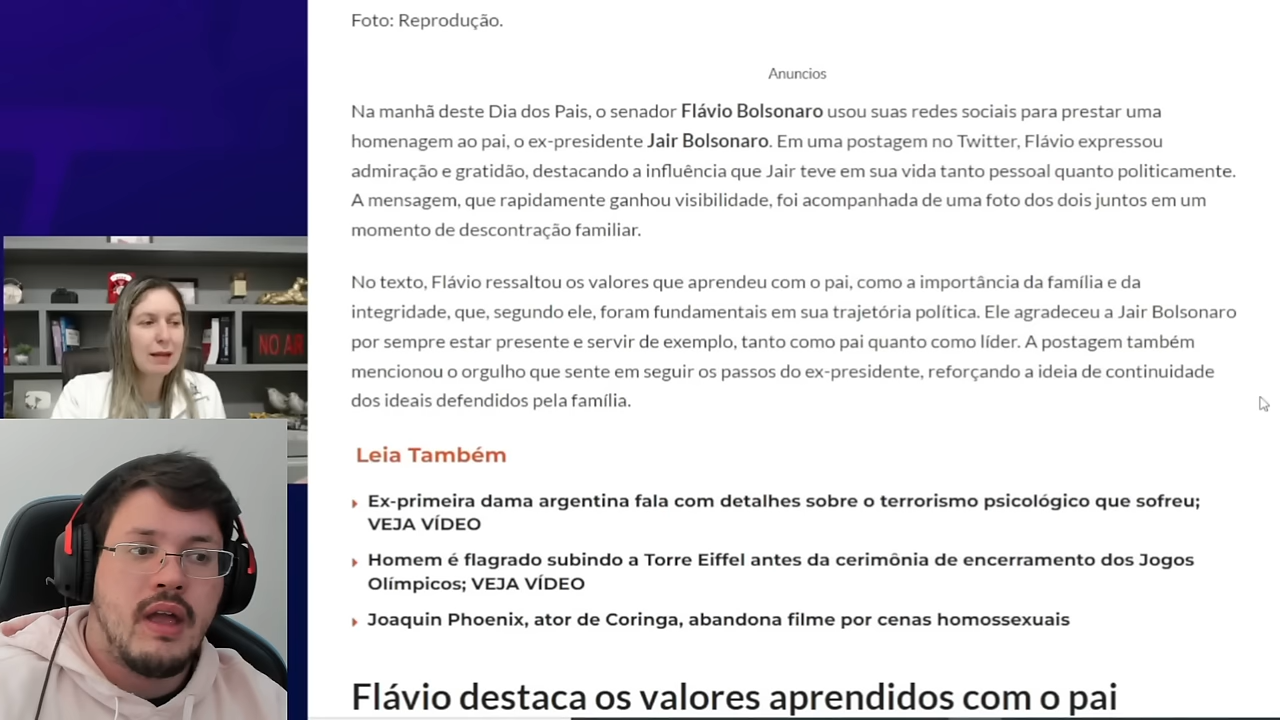 Foto: Reprodução.
Anuncios
Na manhã deste Dia dos Pais, o senador Flávio Bolsonaro usou suas redes sociais para prestar uma
homenagem ao pai, o ex-presidente Jair Bolsonaro. Em uma postagem no Twitter, Flávio expressou
admiração e gratidão, destacando a influência que Jair teve em sua vida tanto pessoal quanto politicamente.
A mensagem, que rapidamente ganhou visibilidade, foi acompanhada de uma foto dos dois juntos em um
momento de descontração familiar.
No texto, Flávio ressaltou os valores que aprendeu com o pai, como a importância da família e da
integridade, que, segundo ele, foram fundamentais em sua trajetória política. Ele agradeceu a Jair Bolsonaro
por sempre estar presente e servir de exemplo, tanto como pai quanto como líder. A postagem também
mencionou o orgulho que sente em seguir os passos do ex-presidente, reforçando a ideia de continuidade
dos ideais defendidos pela família.
Leia Também
Ex-primeira dama argentina fala com detalhes sobre o terrorismo psicológico que sofreu;
VEJA VÍDEO
Homem é flagrado subindo a Torre Eiffel antes da cerimônia de encerramento dos Jogos
Olímpicos; VEJA VÍDEO
Joaquin Phoenix, ator de Coringa, abandona filme por cenas homossexuais
Flávio destaca os valores aprendidos com o pai
NO AR